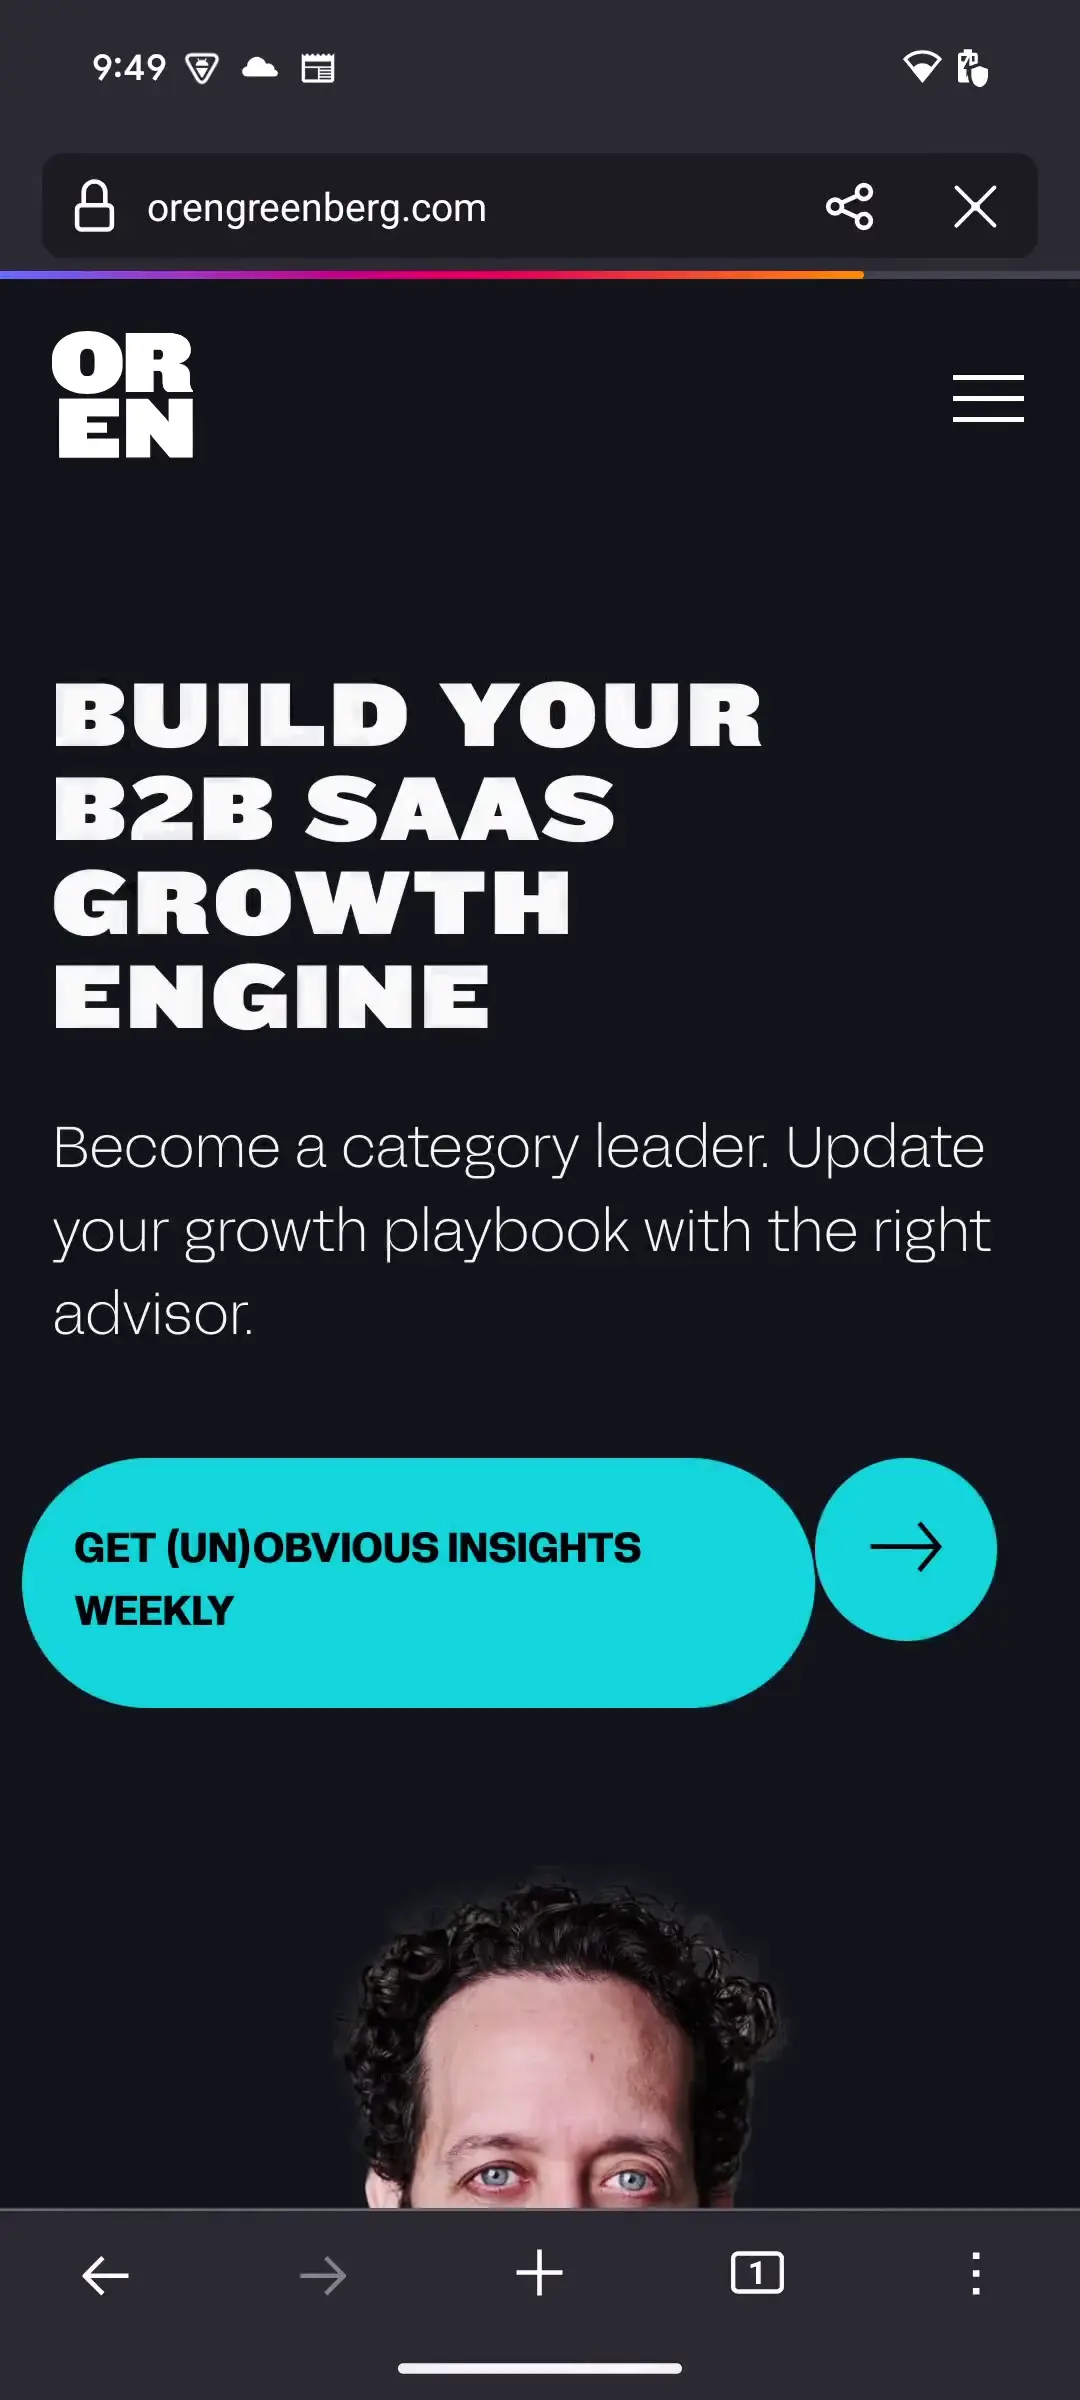 9:49
orengreenberg.com
OR
EN
BUILD YOUR
B2B SAAS
GROWTH
ENGINE
Become a category leader. Update
your growth playbook with the right
advisor.
GET (UN)OBVIOUS INSIGHTS
WEEKLY
1